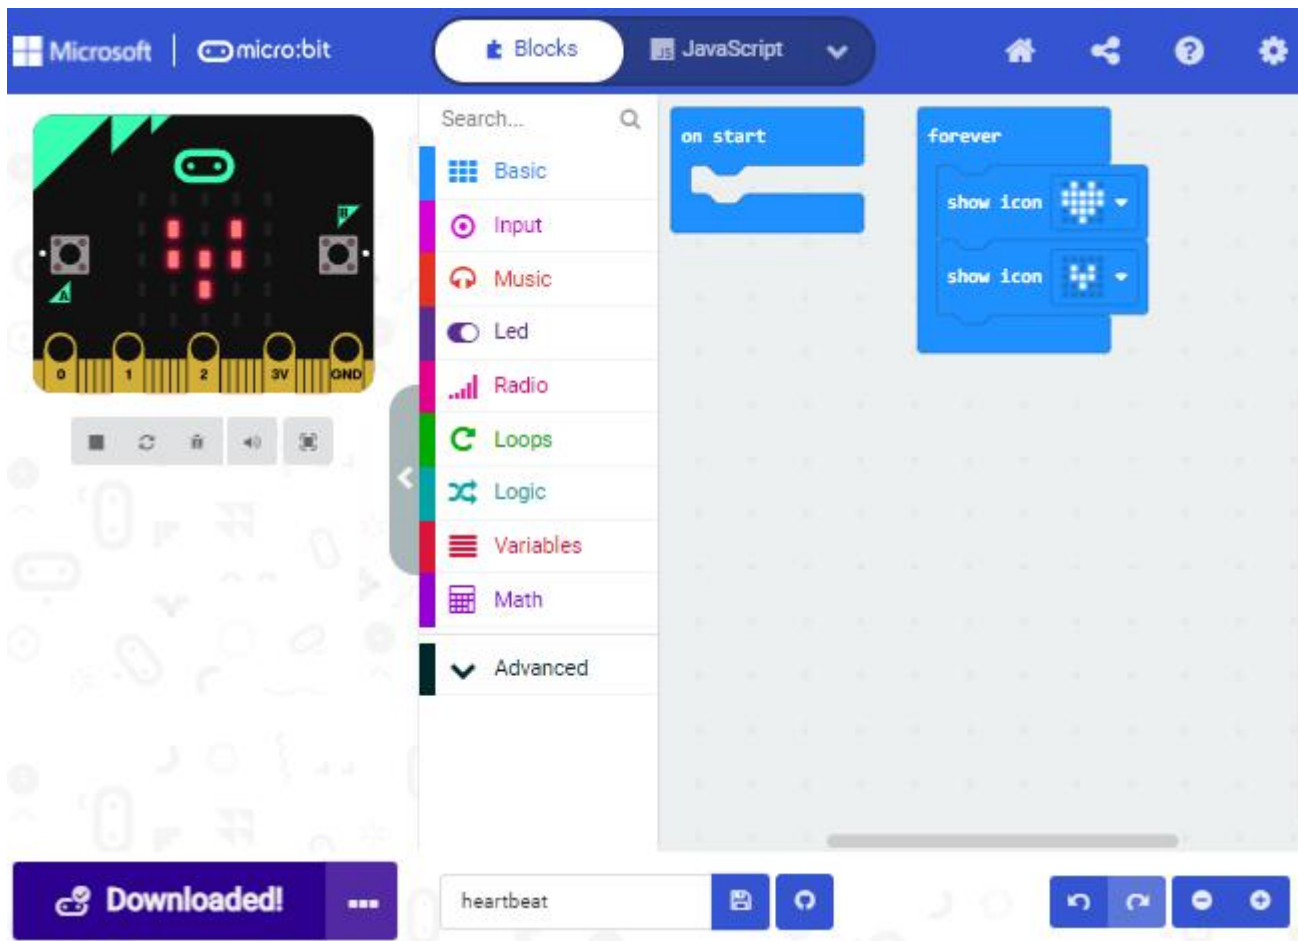 Microsoft micro:bit Blocks JavaScript
Search...
Basic
Input
Music
Led
Radio
Loops
Logic
Variables
Math
Advanced
B
A
0 1 2 3V GND
on start
forever
show icon
show icon
Downloaded!
heartbeat